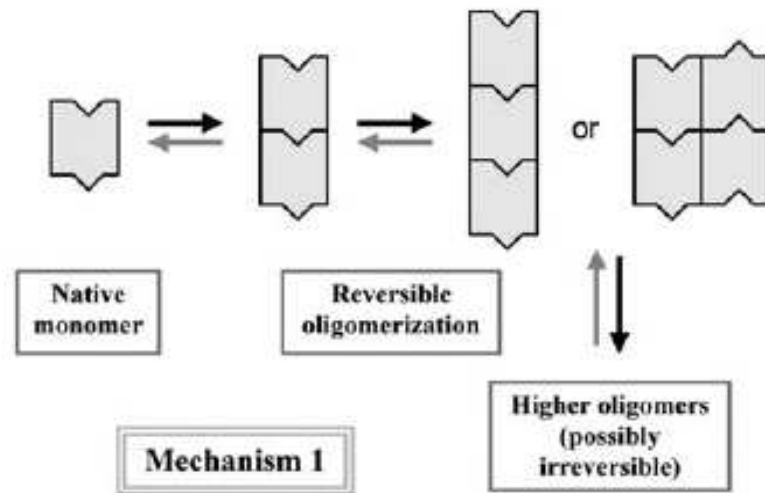 or
Native
monomer
Reversible
oligomerization
Higher oligomers
(possibly
irreversible)
Mechanism 1